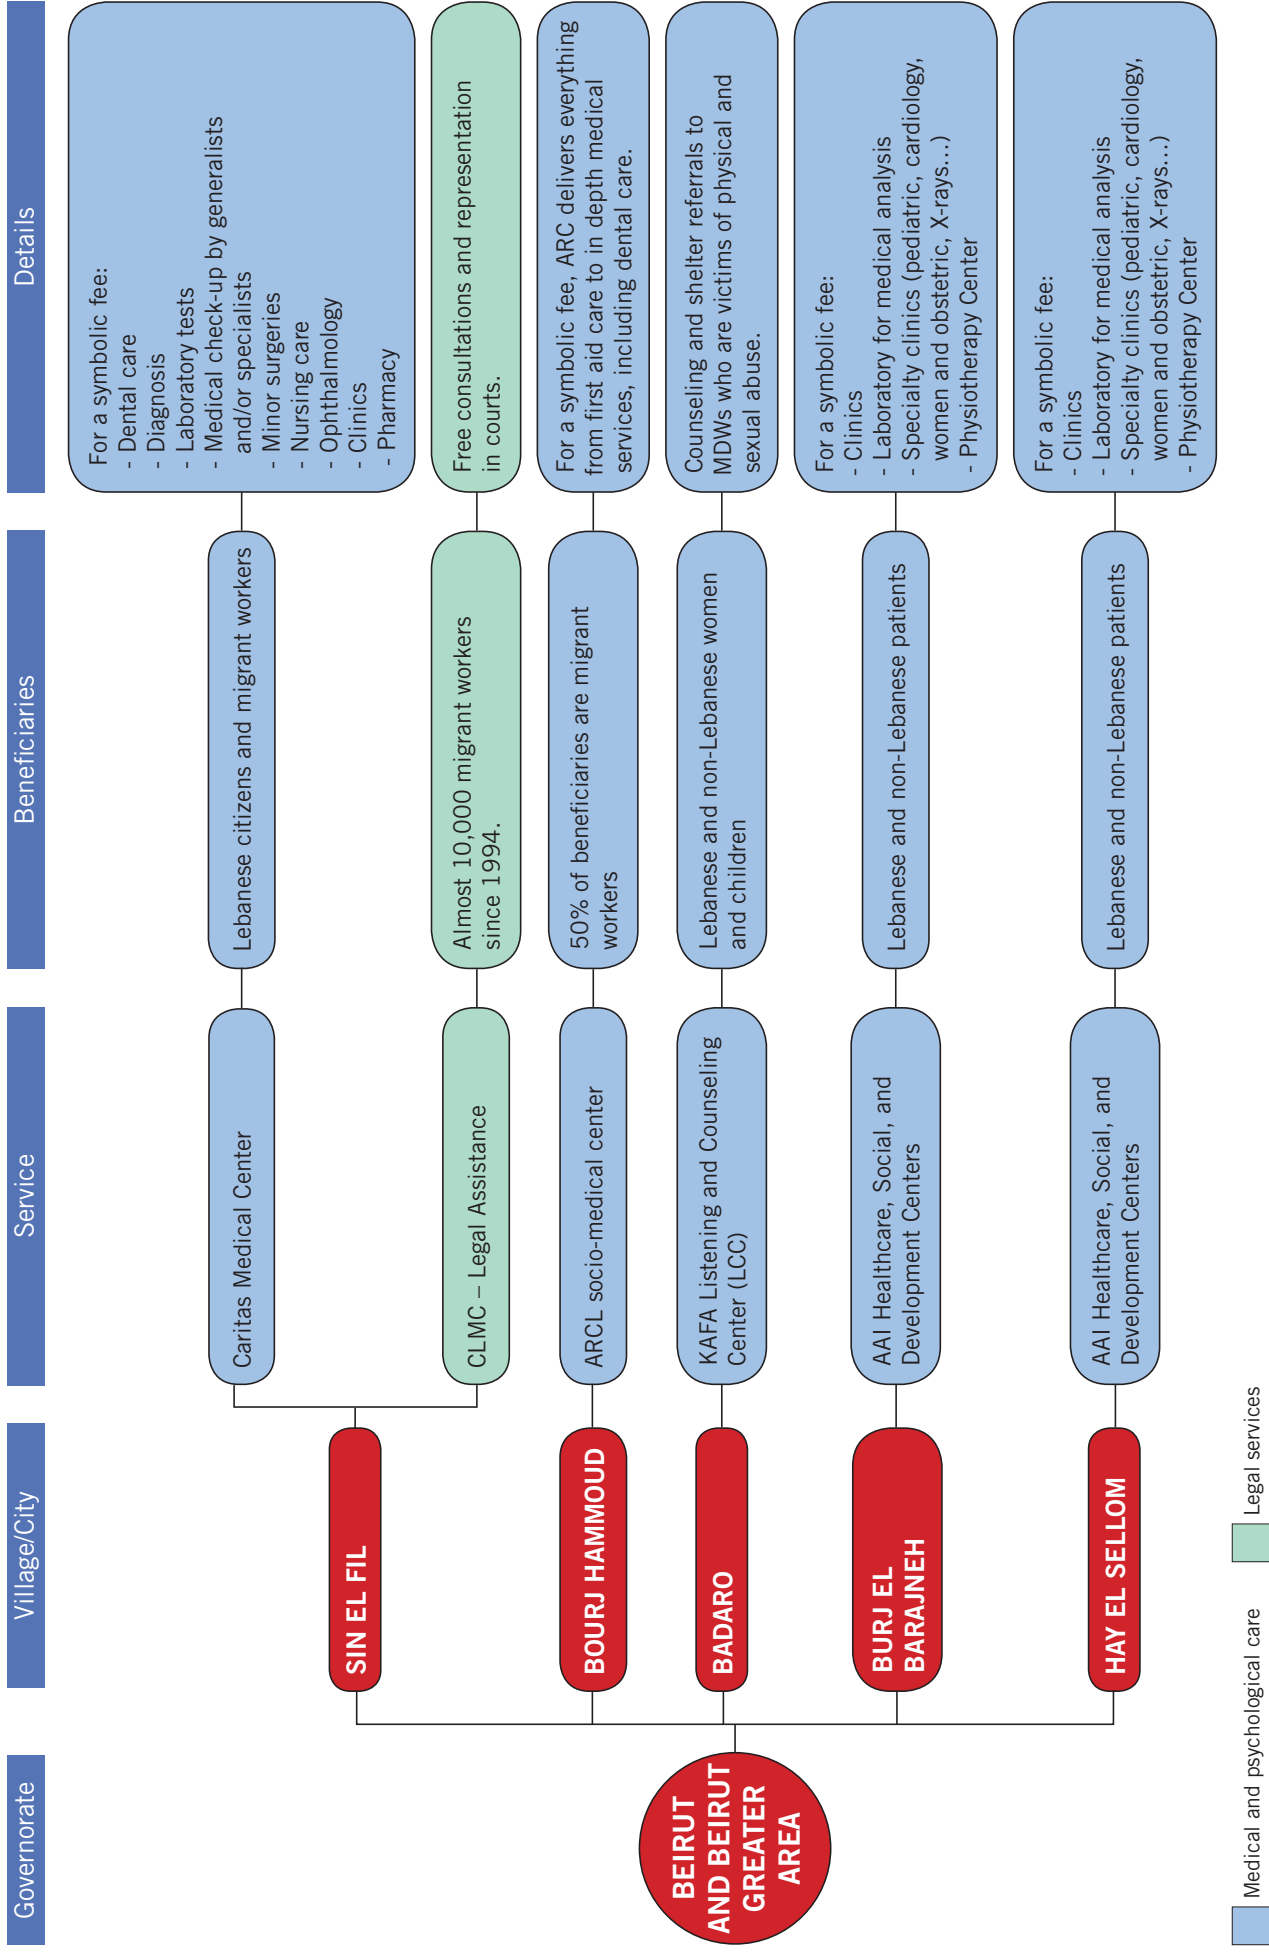 Governorate
Village/City
Service
Beneficiaries
Details
BEIRUT
AND BEIRUT
GREATER
AREA
SIN EL FIL
Caritas Medical Center
Lebanese citizens and migrant workers
For a symbolic fee:
- Dental care
- Diagnosis
- Laboratory tests
- Medical check-up by generalists
and/or specialists
- Minor surgeries
- Nursing care
- Ophthalmology
- Clinics
- Pharmacy
CLMC – Legal Assistance
Almost 10,000 migrant workers
since 1994.
Free consultations and representation
in courts.
BOURJ HAMMOUD
ARCL socio-medical center
50% of beneficiaries are migrant
workers
For a symbolic fee, ARC delivers everything
from first aid care to in depth medical
services, including dental care.
BADARO
KAFA Listening and Counseling
Center (LCC)
Lebanese and non-Lebanese women
and children
Counseling and shelter referrals to
MDWs who are victims of physical and
sexual abuse.
BURJ EL
BARAJNEH
AAI Healthcare, Social, and
Development Centers
Lebanese and non-Lebanese patients
For a symbolic fee:
- Clinics
- Laboratory for medical analysis
- Specialty clinics (pediatric, cardiology,
women and obstetric, X-rays...)
- Physiotherapy Center
HAY EL SELLOM
AAI Healthcare, Social, and
Development Centers
Lebanese and non-Lebanese patients
For a symbolic fee:
- Clinics
- Laboratory for medical analysis
- Specialty clinics (pediatric, cardiology,
women and obstetric, X-rays...)
- Physiotherapy Center
Medical and psychological care
Legal services